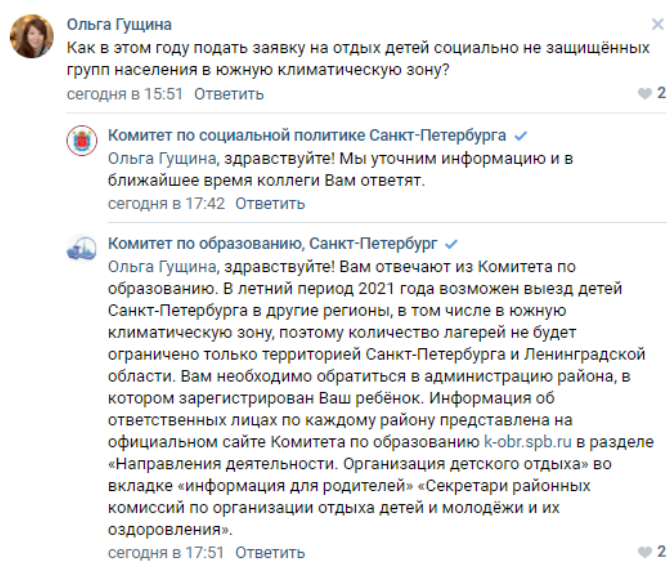 Ольга Гущина
Как в этом году подать заявку на отдых детей социально не защищённых
групп населения в южную климатическую зону?
сегодня в 15:51 Ответить
2
Комитет по социальной политике Санкт-Петербурга
Ольга Гущина, здравствуйте! Мы уточним информацию и в
ближайшее время коллеги Вам ответят.
сегодня в 17:42 Ответить
Комитет по образованию, Санкт-Петербург
Ольга Гущина, здравствуйте! Вам отвечают из Комитета по
образованию. В летний период 2021 года возможен выезд детей
Санкт-Петербурга в другие регионы, в том числе в южную
климатическую зону, поэтому количество лагерей не будет
ограничено только территорией Санкт-Петербурга и Ленинградской
области. Вам необходимо обратиться в администрацию района, в
котором зарегистрирован Ваш ребёнок. Информация об
ответственных лицах по каждому району представлена на
официальном сайте Комитета по образованию k-obr.spb.ru в разделе
«Направления деятельности. Организация детского отдыха» во
вкладке «информация для родителей» «Секретари районных
комиссий по организации отдыха детей и молодёжи и их
оздоровления».
сегодня в 17:51 Ответить
2